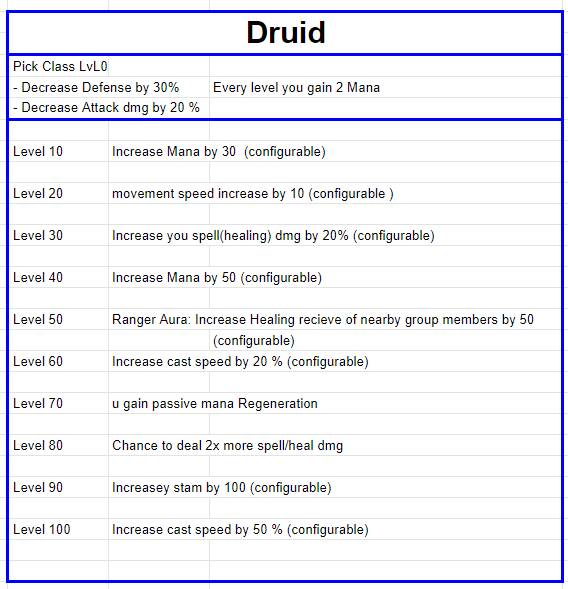 Druid
Pick Class LvL0
- Decrease Defense by 30% Every level you gain 2 Mana
- Decrease Attack dmg by 20 %
Level 10 Increase Mana by 30  (configurable)
Level 20 movement speed increase by 10 (configurable )
Level 30 Increase you spell(healing) dmg by 20% (configurable)
Level 40 Increase Mana by 50 (configurable)
Level 50 Ranger Aura: Increase Healing recieve of nearby group members by 50
(configurable)
Level 60 Increase cast speed by 20 % (configurable)
Level 70 u gain passive mana Regeneration
Level 80 Chance to deal 2x more spell/heal dmg
Level 90 Increasey stam by 100 (configurable)
Level 100 Increase cast speed by 50 % (configurable)